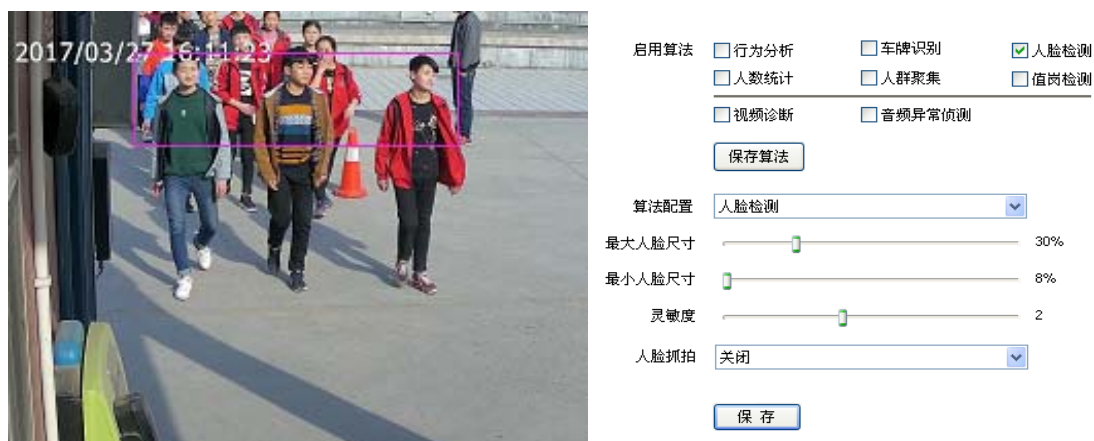 2017/03/27 16:11:23
启用算法 行为分析 车牌识别 人脸检测
人数统计 人群聚集 值岗检测
视频诊断 音频异常侦测
保存算法
算法配置 人脸检测
最大人脸尺寸 30%
最小人脸尺寸 8%
灵敏度 2
人脸抓拍 关闭
保 存